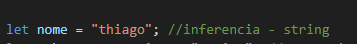 let nome = "thiago"; //inferencia - string